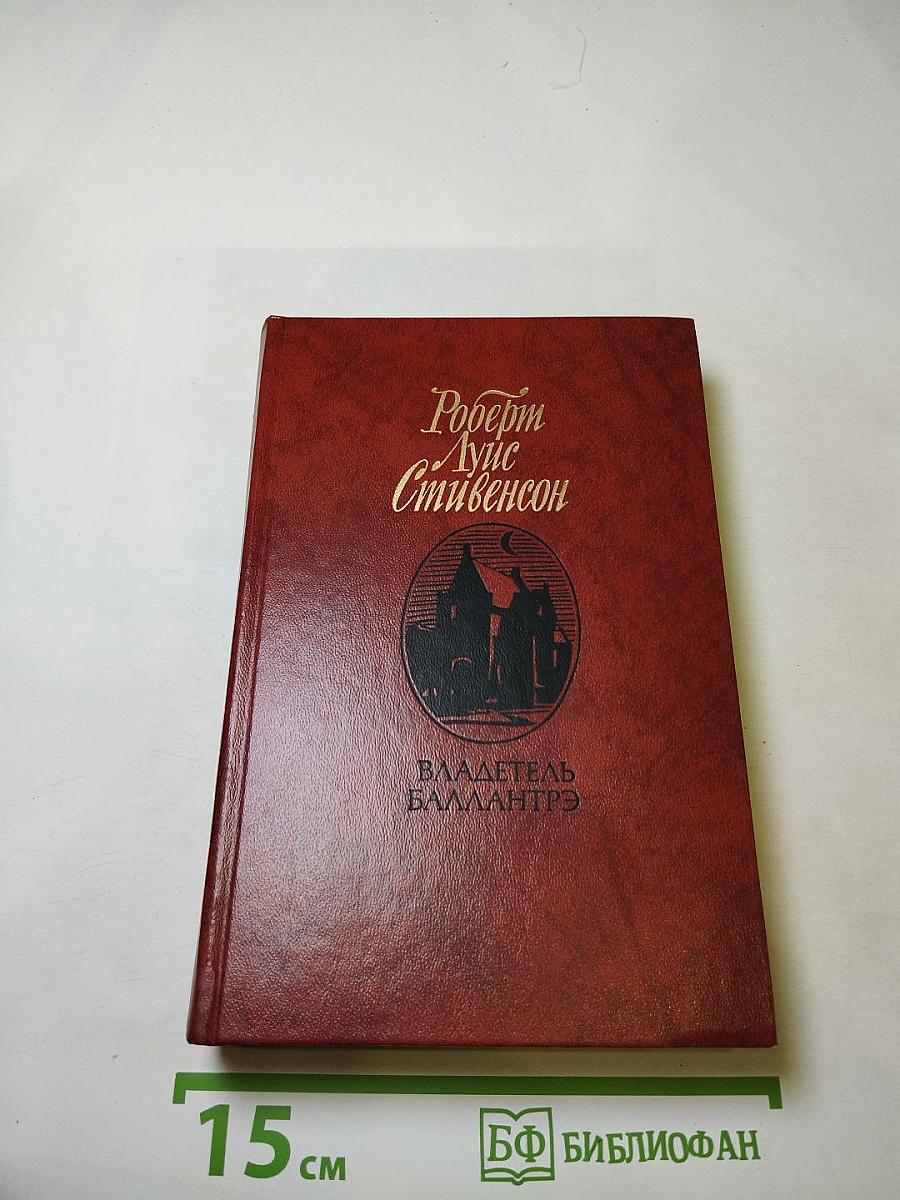 Роберт
Луис
Стивенсон
ВЛАДЕТЕЛЬ
БАЛЛАНТРЭ
15 см
БФ БИБЛИОФАН